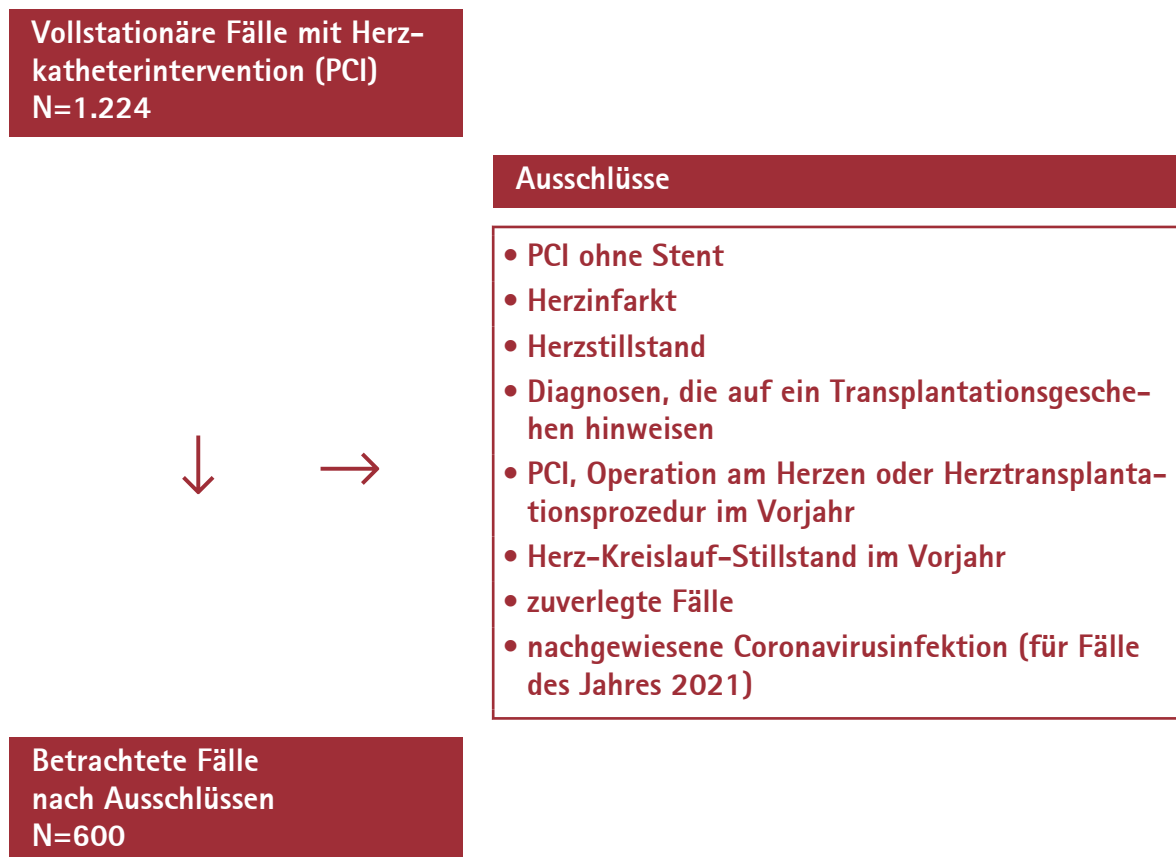 Vollstationäre Fälle mit Herz-
katheterintervention (PCI)
N=1.224
Ausschlüsse
• PCI ohne Stent
• Herzinfarkt
• Herzstillstand
• Diagnosen, die auf ein Transplantationsgesche-
hen hinweisen
• PCI, Operation am Herzen oder Herztransplanta-
tionsprozedur im Vorjahr
• Herz-Kreislauf-Stillstand im Vorjahr
• zuverlegte Fälle
• nachgewiesene Coronavirusinfektion (für Fälle
des Jahres 2021)
Betrachtete Fälle
nach Ausschlüssen
N=600